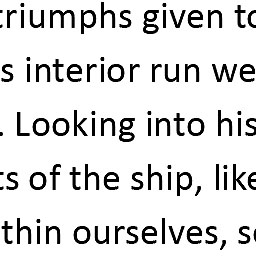 triumphs given to
s interior run we
. Looking into his
ts of the ship, like
thin ourselves, s